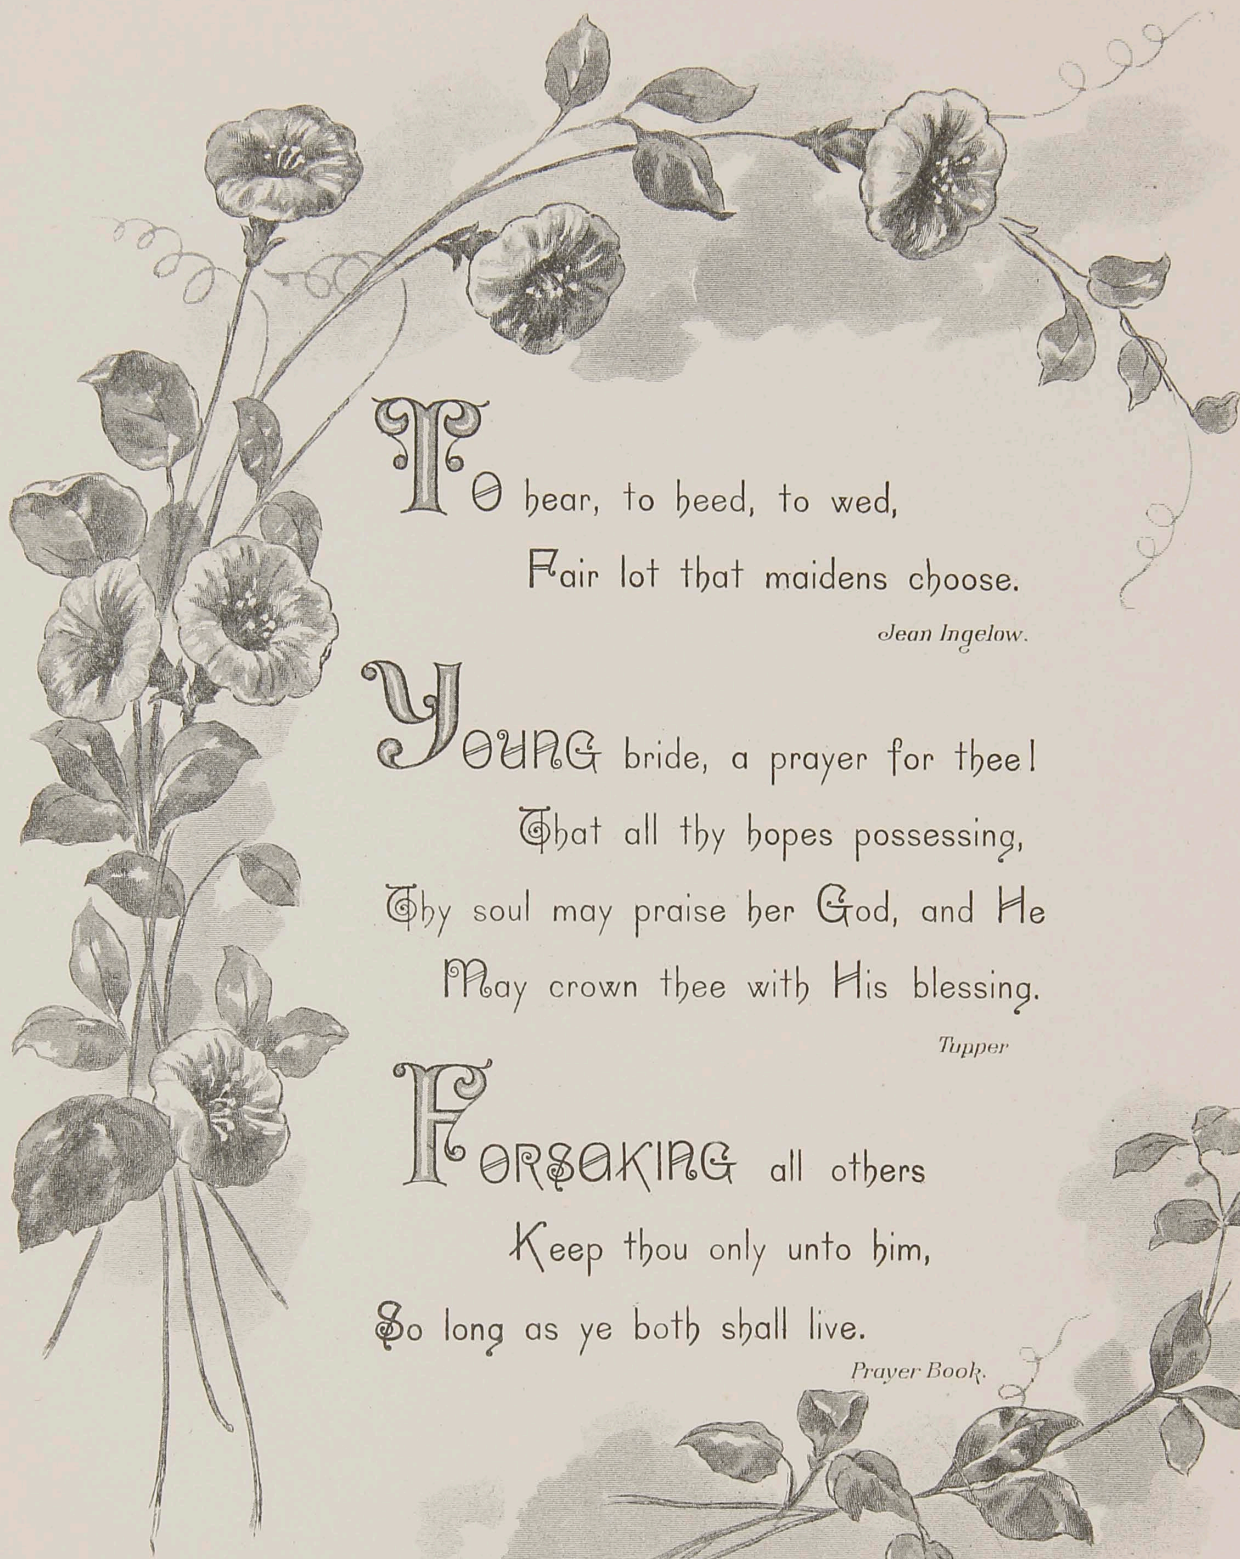 To hear, to heed, to wed,
Fair lot that maidens choose.
Jean Ingelow.
Young bride, a prayer for thee!
That all thy hopes possessing,
Thy soul may praise her God, and He
May crown thee with His blessing.
Tupper
Forsaking all others
Keep thou only unto him,
So long as ye both shall live.
Prayer Book.